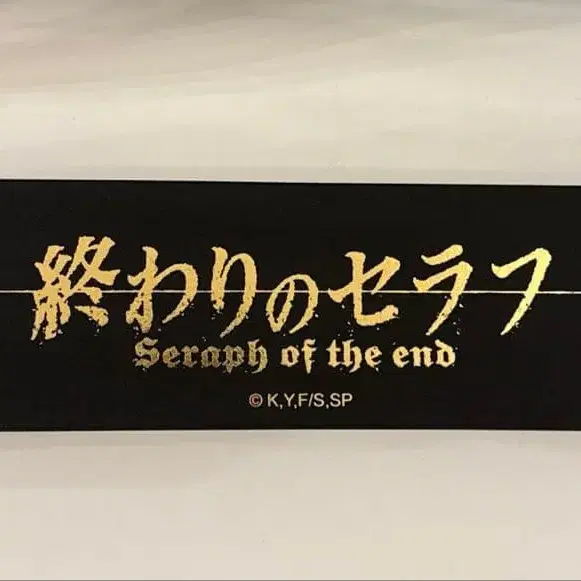 終わりのセラフ
Seraph of the end
© K,Y,F/S,SP